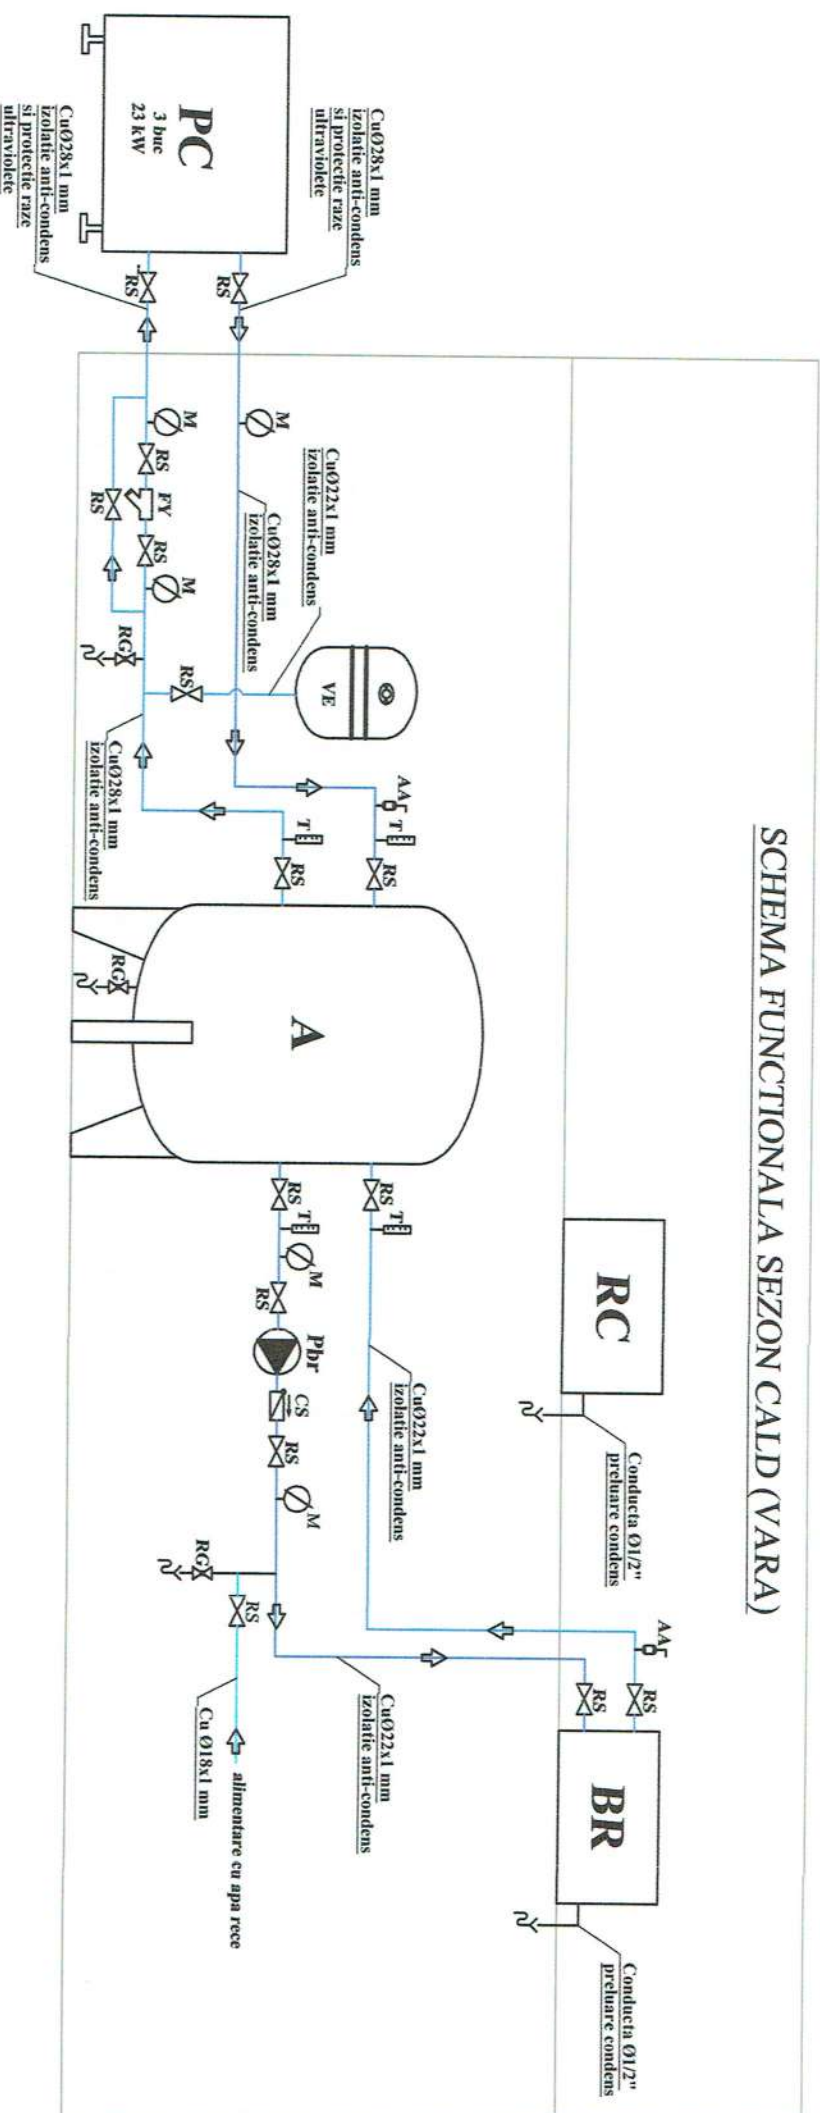 SCHEMA FUNCTIONALA SEZON CALD (VARA)
PC
3 buc
23 kW
CuØ28x1 mm
izolatie anti-condens
si protectie raze
ultraviolete
CuØ28x1 mm
izolatie anti-condens
si protectie raze
ultraviolete
RS
RS
M
M
RS
FY
RS
RS
M
CuØ22x1 mm
izolatie anti-condens
CuØ28x1 mm
izolatie anti-condens
RG
RS
VE
CuØ28x1 mm
izolatie anti-condens
AA
T
RS
T
RS
RG
A
RS
T
RS
T
M
RS
Pbr
CS
RS
M
CuØ22x1 mm
izolatie anti-condens
RC
Conducta Ø1/2"
preluare condens
RG
RS
Cu Ø18x1 mm
alimentare cu apa rece
CuØ22x1 mm
izolatie anti-condens
AA
RS
RS
BR
Conducta Ø1/2"
preluare condens